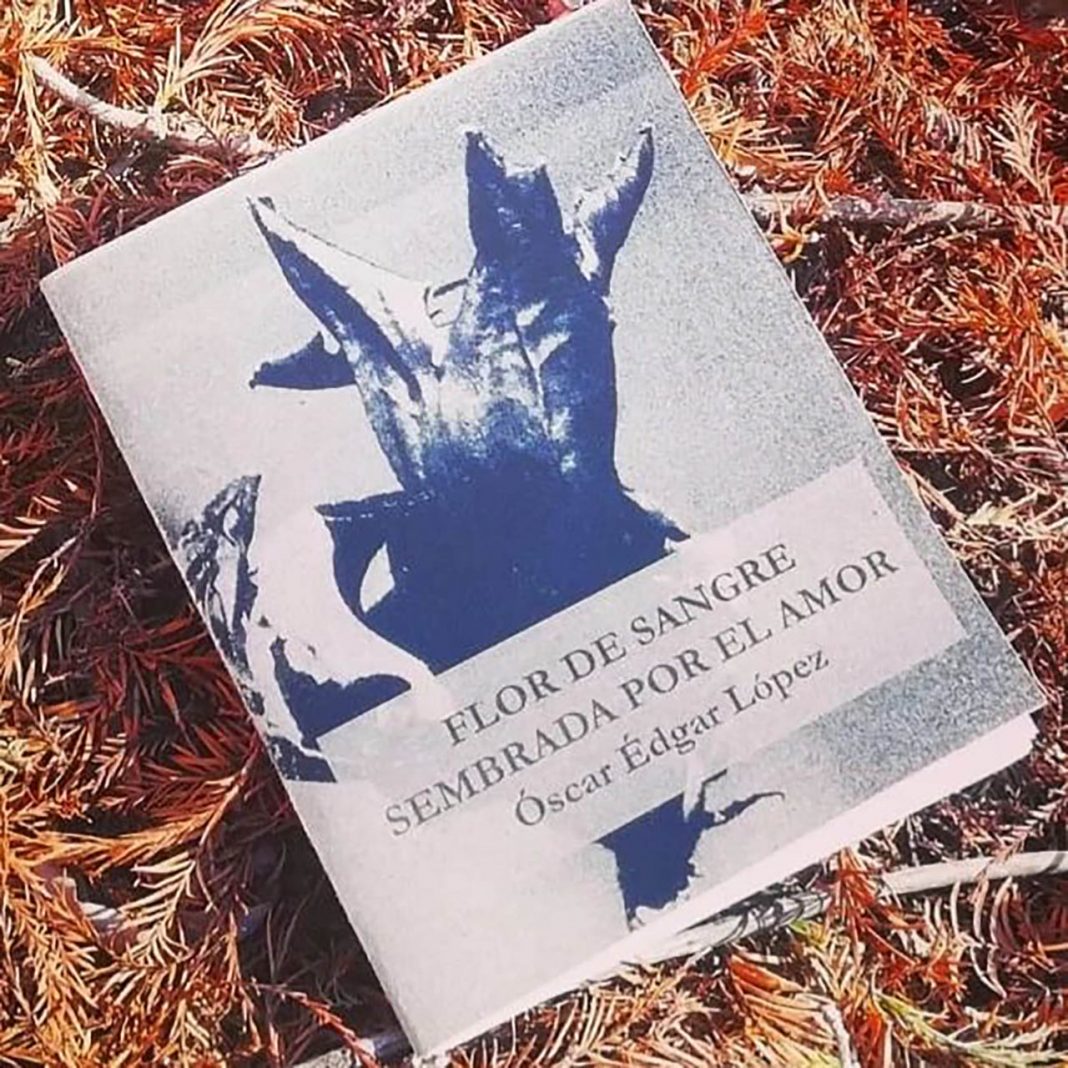 FLOR DE SANGRE
SEMBRADA POR EL AMOR
Óscar Édgar López